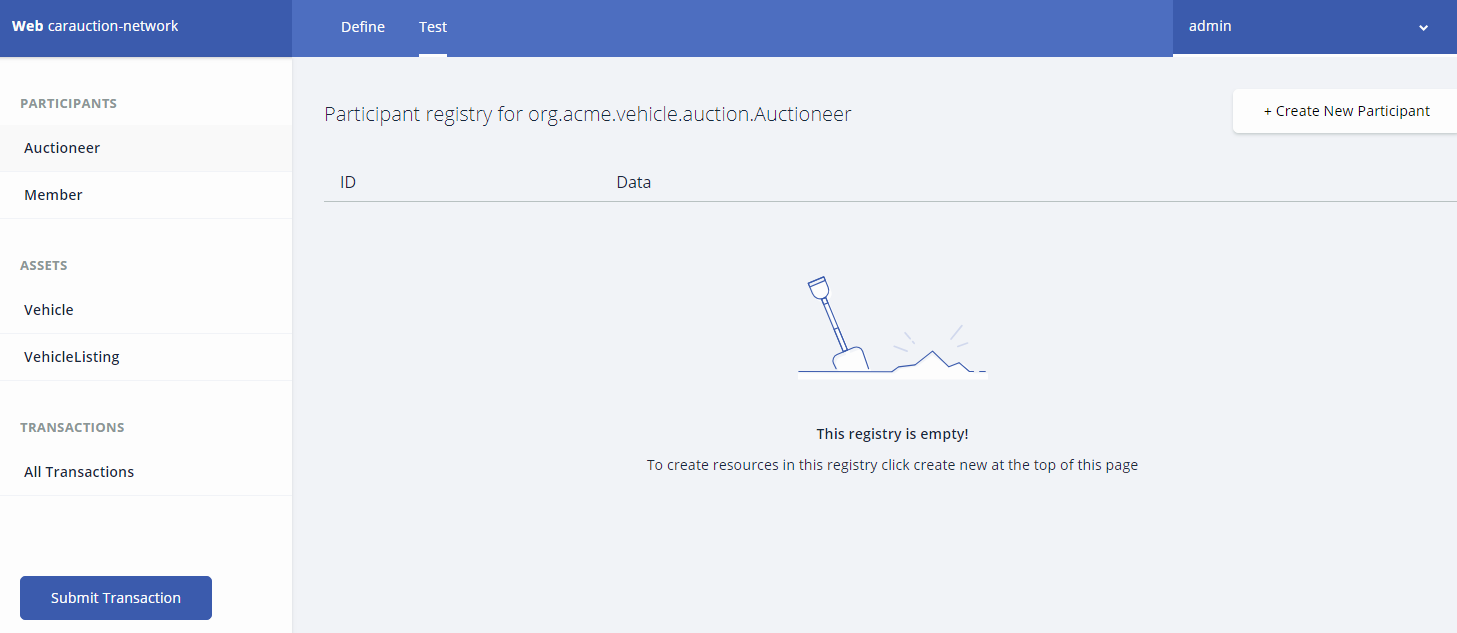 Web carauction-network
Define
Test
admin
PARTICIPANTS
Auctioneer
Member
ASSETS
Vehicle
VehicleListing
TRANSACTIONS
All Transactions
Submit Transaction
Participant registry for org.acme.vehicle.auction.Auctioneer
+ Create New Participant
ID
Data
This registry is empty!
To create resources in this registry click create new at the top of this page